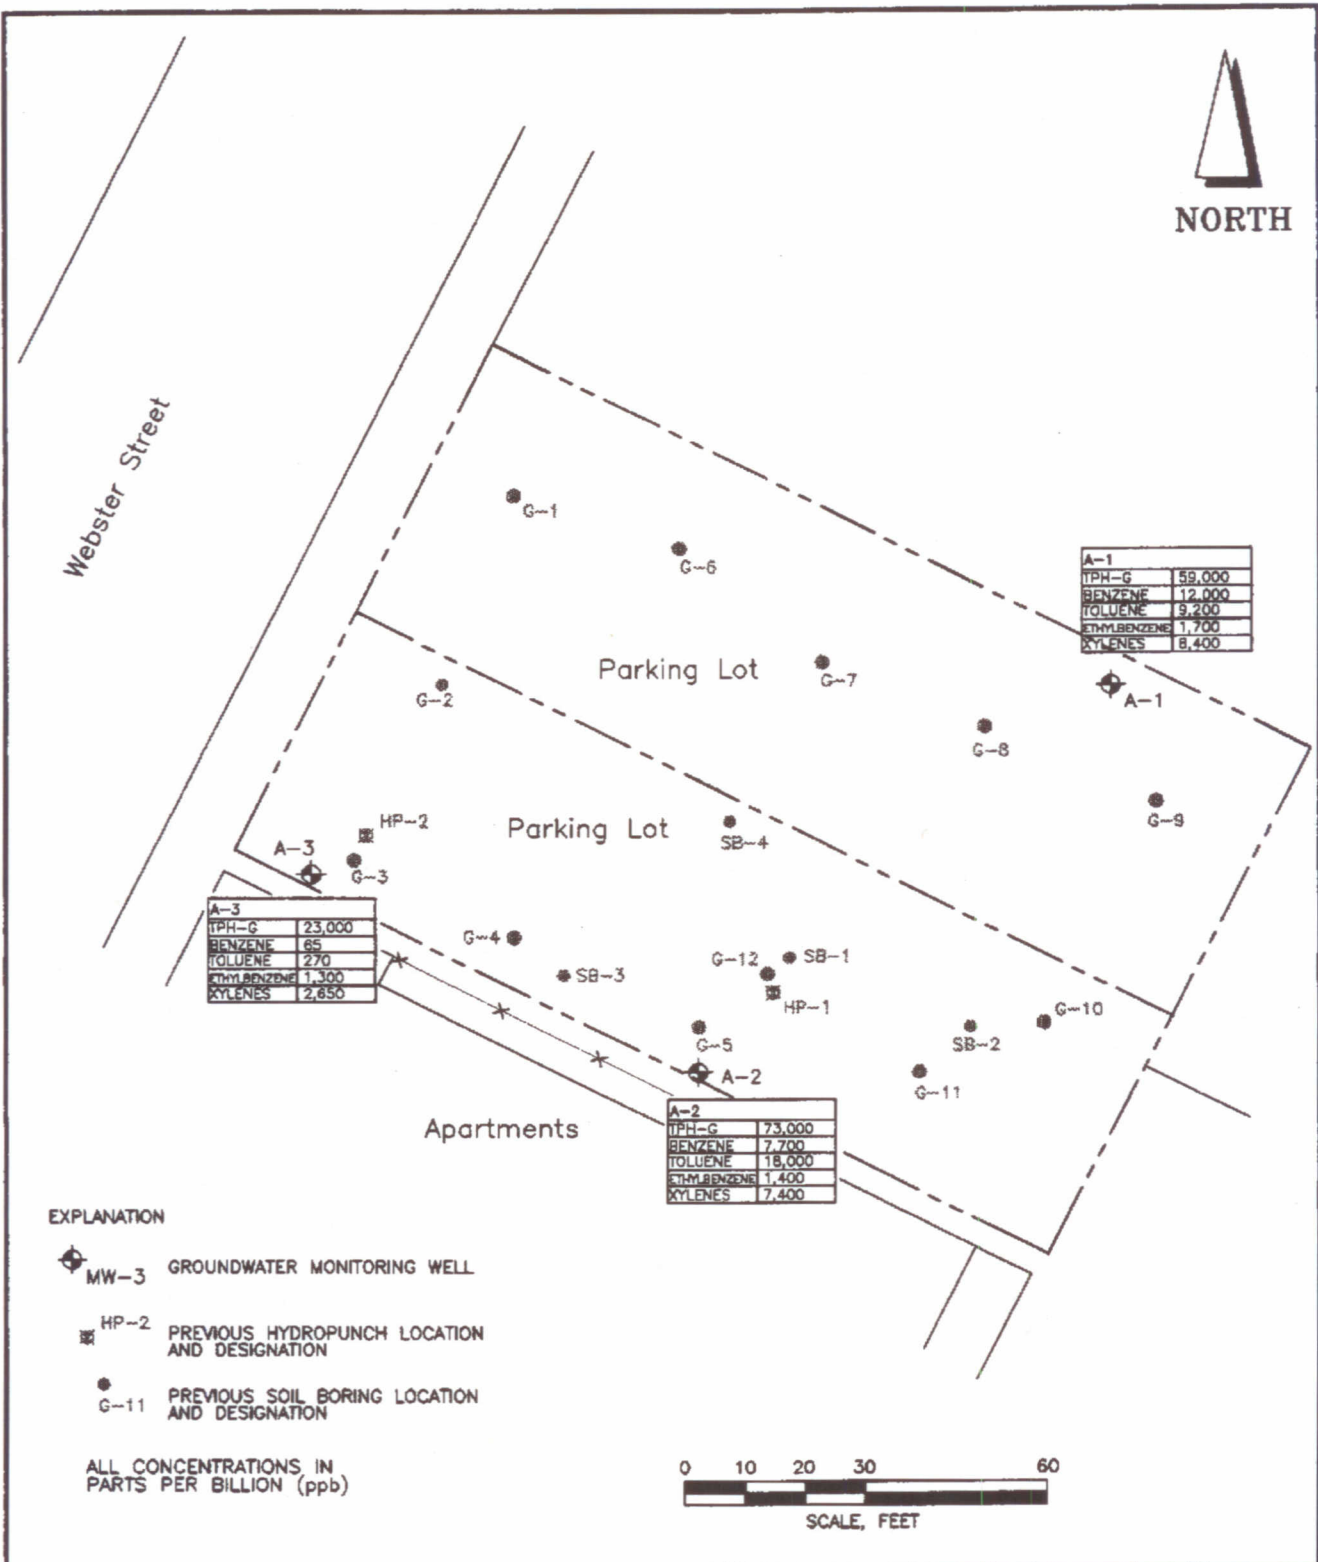 NORTH
Webster Street
G-1
G-6
A-1
TPH-G 59,000
BENZENE 12,000
TOLUENE 9,200
ETHYLBENZENE 1,700
XYLENES 8,400
Parking Lot
G-7
G-2
A-1
G-8
G-9
HP-2
Parking Lot
SB-4
A-3
G-3
A-3
TPH-G 23,000
BENZENE 65
TOLUENE 270
ETHYLBENZENE 1,300
XYLENES 2,650
G-4
SB-3
G-12
SB-1
HP-1
G-10
G-5
SB-2
A-2
G-11
Apartments
A-2
TPH-G 73,000
BENZENE 7,700
TOLUENE 18,000
ETHYLBENZENE 1,400
XYLENES 7,400
EXPLANATION
MW-3 GROUNDWATER MONITORING WELL
HP-2 PREVIOUS HYDROPUNCH LOCATION
AND DESIGNATION
G-11 PREVIOUS SOIL BORING LOCATION
AND DESIGNATION
ALL CONCENTRATIONS IN
PARTS PER BILLION (ppb)
0 10 20 30 60
SCALE, FEET